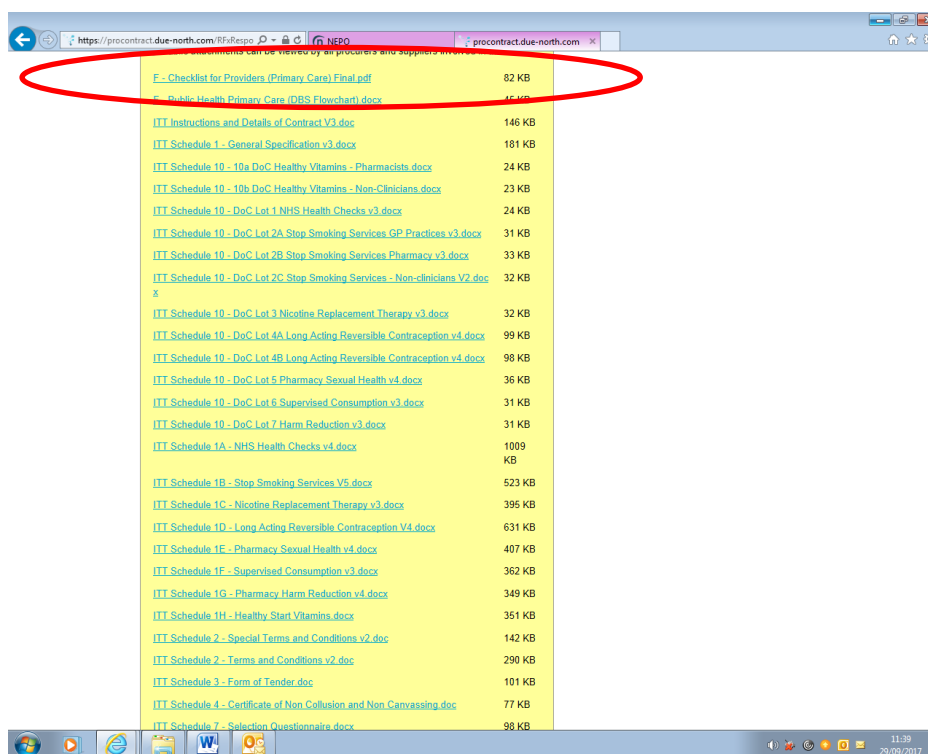 https://procontract.due-north.com/RFxRespo
NEPO
procontract.due-north.com
can be viewed by all procurers and suppliers involved in
F - Checklist for Providers (Primary Care) Final.pdf 82 KB
F - Public Health Primary Care (DBS Flowchart).docx 45 KB
ITT Instructions and Details of Contract V3.doc 146 KB
ITT Schedule 1 - General Specification v3.docx 181 KB
ITT Schedule 10 - 10a DoC Healthy Vitamins - Pharmacists.docx 24 KB
ITT Schedule 10 - 10b DoC Healthy Vitamins - Non-Clinicians.docx 23 KB
ITT Schedule 10 - DoC Lot 1 NHS Health Checks v3.docx 24 KB
ITT Schedule 10 - DoC Lot 2A Stop Smoking Services GP Practices v3.docx 31 KB
ITT Schedule 10 - DoC Lot 2B Stop Smoking Services Pharmacy v3.docx 33 KB
ITT Schedule 10 - DoC Lot 2C Stop Smoking Services - Non-clinicians V2.doc 32 KB
x
ITT Schedule 10 - DoC Lot 3 Nicotine Replacement Therapy v3.docx 32 KB
ITT Schedule 10 - DoC Lot 4A Long Acting Reversible Contraception v4.docx 99 KB
ITT Schedule 10 - DoC Lot 4B Long Acting Reversible Contraception v4.docx 98 KB
ITT Schedule 10 - DoC Lot 5 Pharmacy Sexual Health v4.docx 36 KB
ITT Schedule 10 - DoC Lot 6 Supervised Consumption v3.docx 31 KB
ITT Schedule 10 - DoC Lot 7 Harm Reduction v3.docx 31 KB
ITT Schedule 1A - NHS Health Checks v4.docx 1009
KB
ITT Schedule 1B - Stop Smoking Services V5.docx 523 KB
ITT Schedule 1C - Nicotine Replacement Therapy v3.docx 395 KB
ITT Schedule 1D - Long Acting Reversible Contraception V4.docx 631 KB
ITT Schedule 1E - Pharmacy Sexual Health v4.docx 407 KB
ITT Schedule 1F - Supervised Consumption v3.docx 362 KB
ITT Schedule 1G - Pharmacy Harm Reduction v4.docx 349 KB
ITT Schedule 1H - Healthy Start Vitamins.docx 351 KB
ITT Schedule 2 - Special Terms and Conditions v2.doc 142 KB
ITT Schedule 2 - Terms and Conditions v2.doc 290 KB
ITT Schedule 3 - Form of Tender.doc 101 KB
ITT Schedule 4 - Certificate of Non Collusion and Non Canvassing.doc 77 KB
ITT Schedule 7 - Selection Questionnaire.docx 98 KB
11:39
29/09/2017